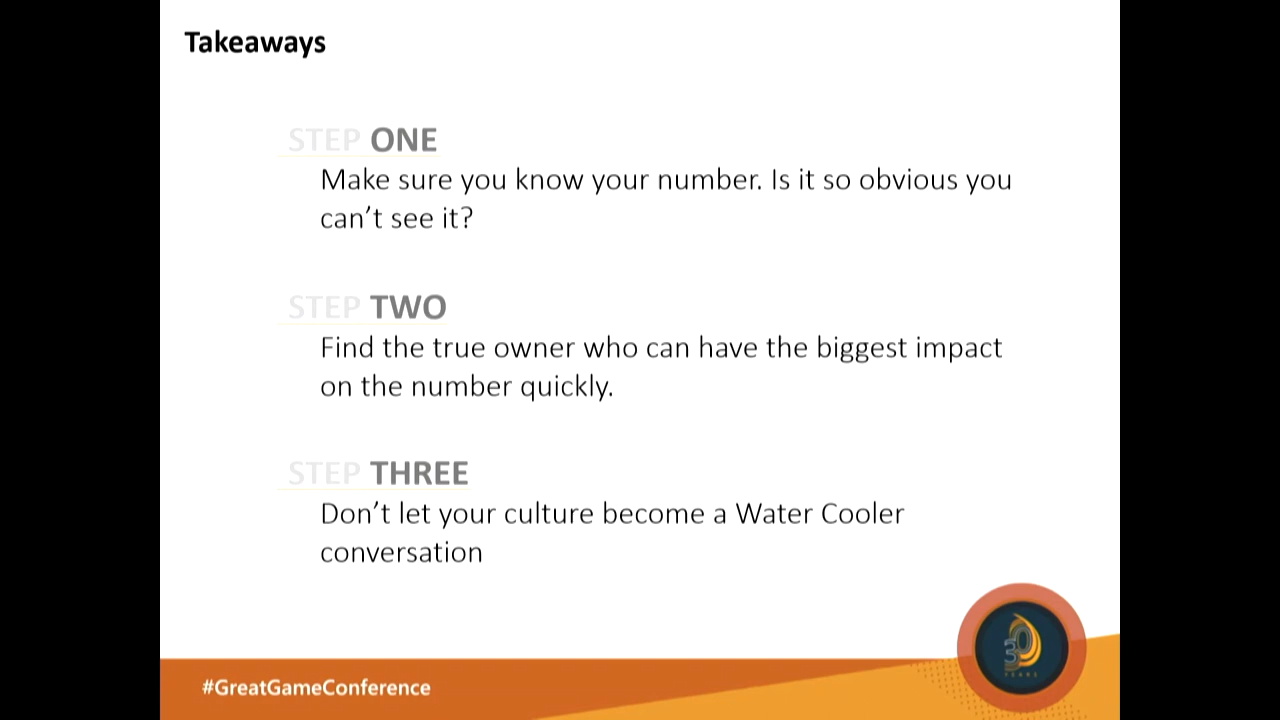 Takeaways
STEP ONE
Make sure you know your number. Is it so obvious you
can’t see it?
STEP TWO
Find the true owner who can have the biggest impact
on the number quickly.
STEP THREE
Don’t let your culture become a Water Cooler
conversation
30
YEARS
#GreatGameConference